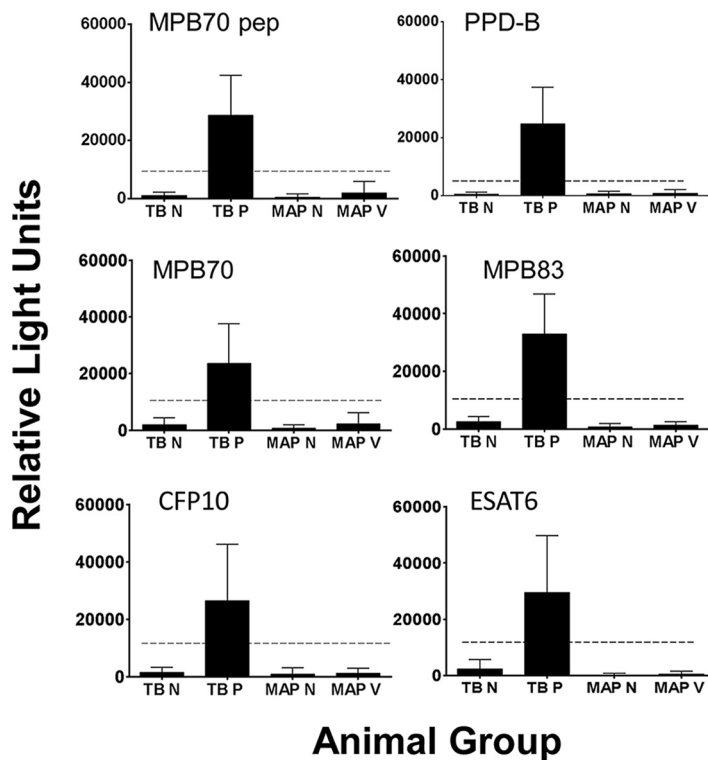 MPB70 pep
60000
40000
20000
0
TB N TB P MAP N MAP V
PPD-B
60000
40000
20000
0
TB N TB P MAP N MAP V
Relative Light Units
MPB70
60000
40000
20000
0
TB N TB P MAP N MAP V
MPB83
60000
40000
20000
0
TB N TB P MAP N MAP V
CFP10
60000
40000
20000
0
TB N TB P MAP N MAP V
ESAT6
60000
40000
20000
0
TB N TB P MAP N MAP V
Animal Group